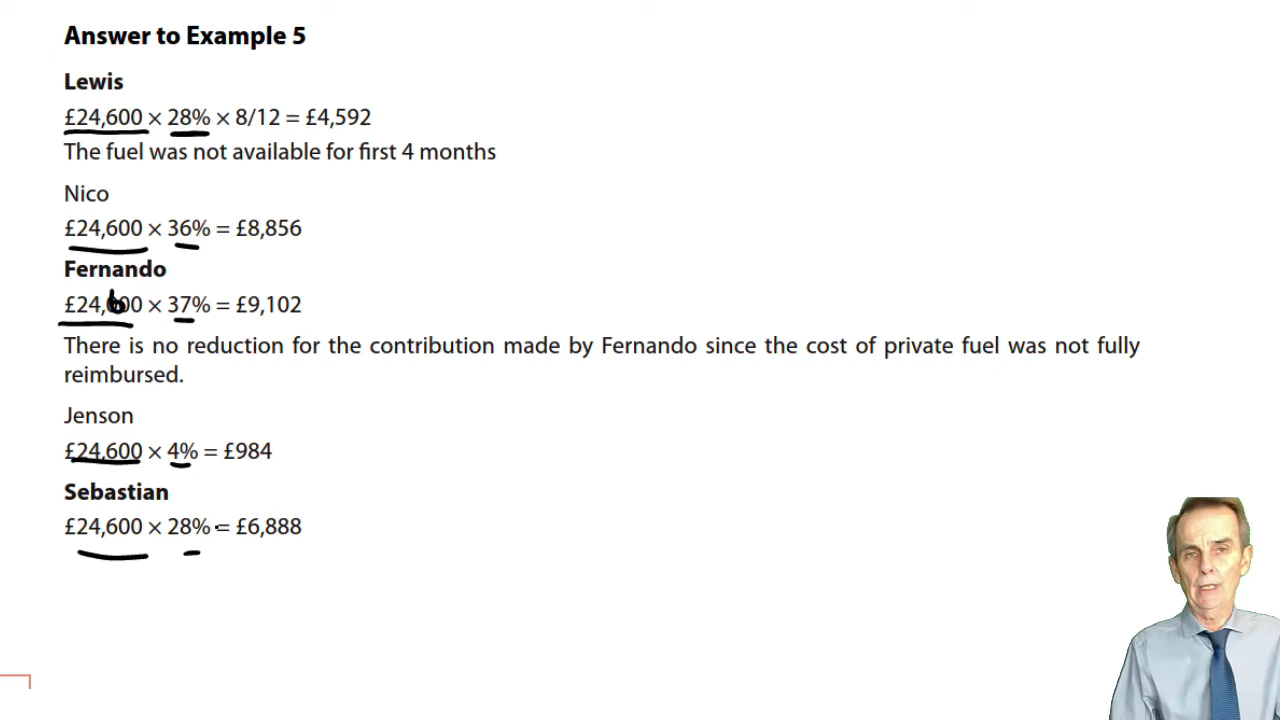 Answer to Example 5
Lewis
£24,600 × 28% × 8/12 = £4,592
The fuel was not available for first 4 months
Nico
£24,600 × 36% = £8,856
Fernando
£24,600 × 37% = £9,102
There is no reduction for the contribution made by Fernando since the cost of private fuel was not fully
reimbursed.
Jenson
£24,600 × 4% = £984
Sebastian
£24,600 × 28% = £6,888